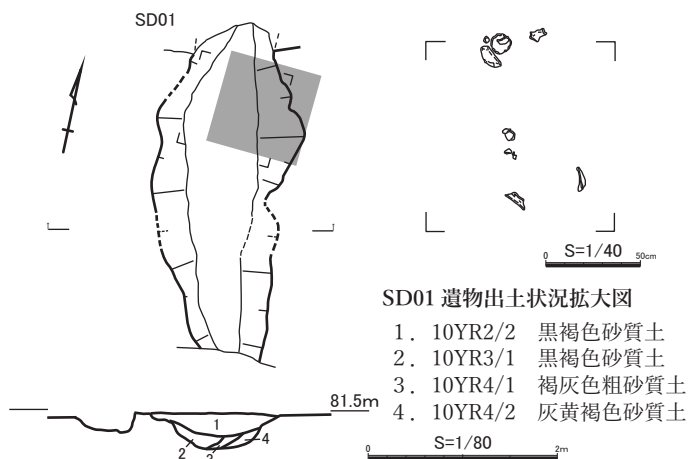 SD01
S=1/40 50cm
SD01 遺物出土状況拡大図
1. 10YR2/2 黒褐色砂質土
2. 10YR3/1 黒褐色砂質土
3. 10YR4/1 褐灰色粗砂質土
4. 10YR4/2 灰黄褐色砂質土
81.5m
1
2 3 4
0 S=1/80 2m